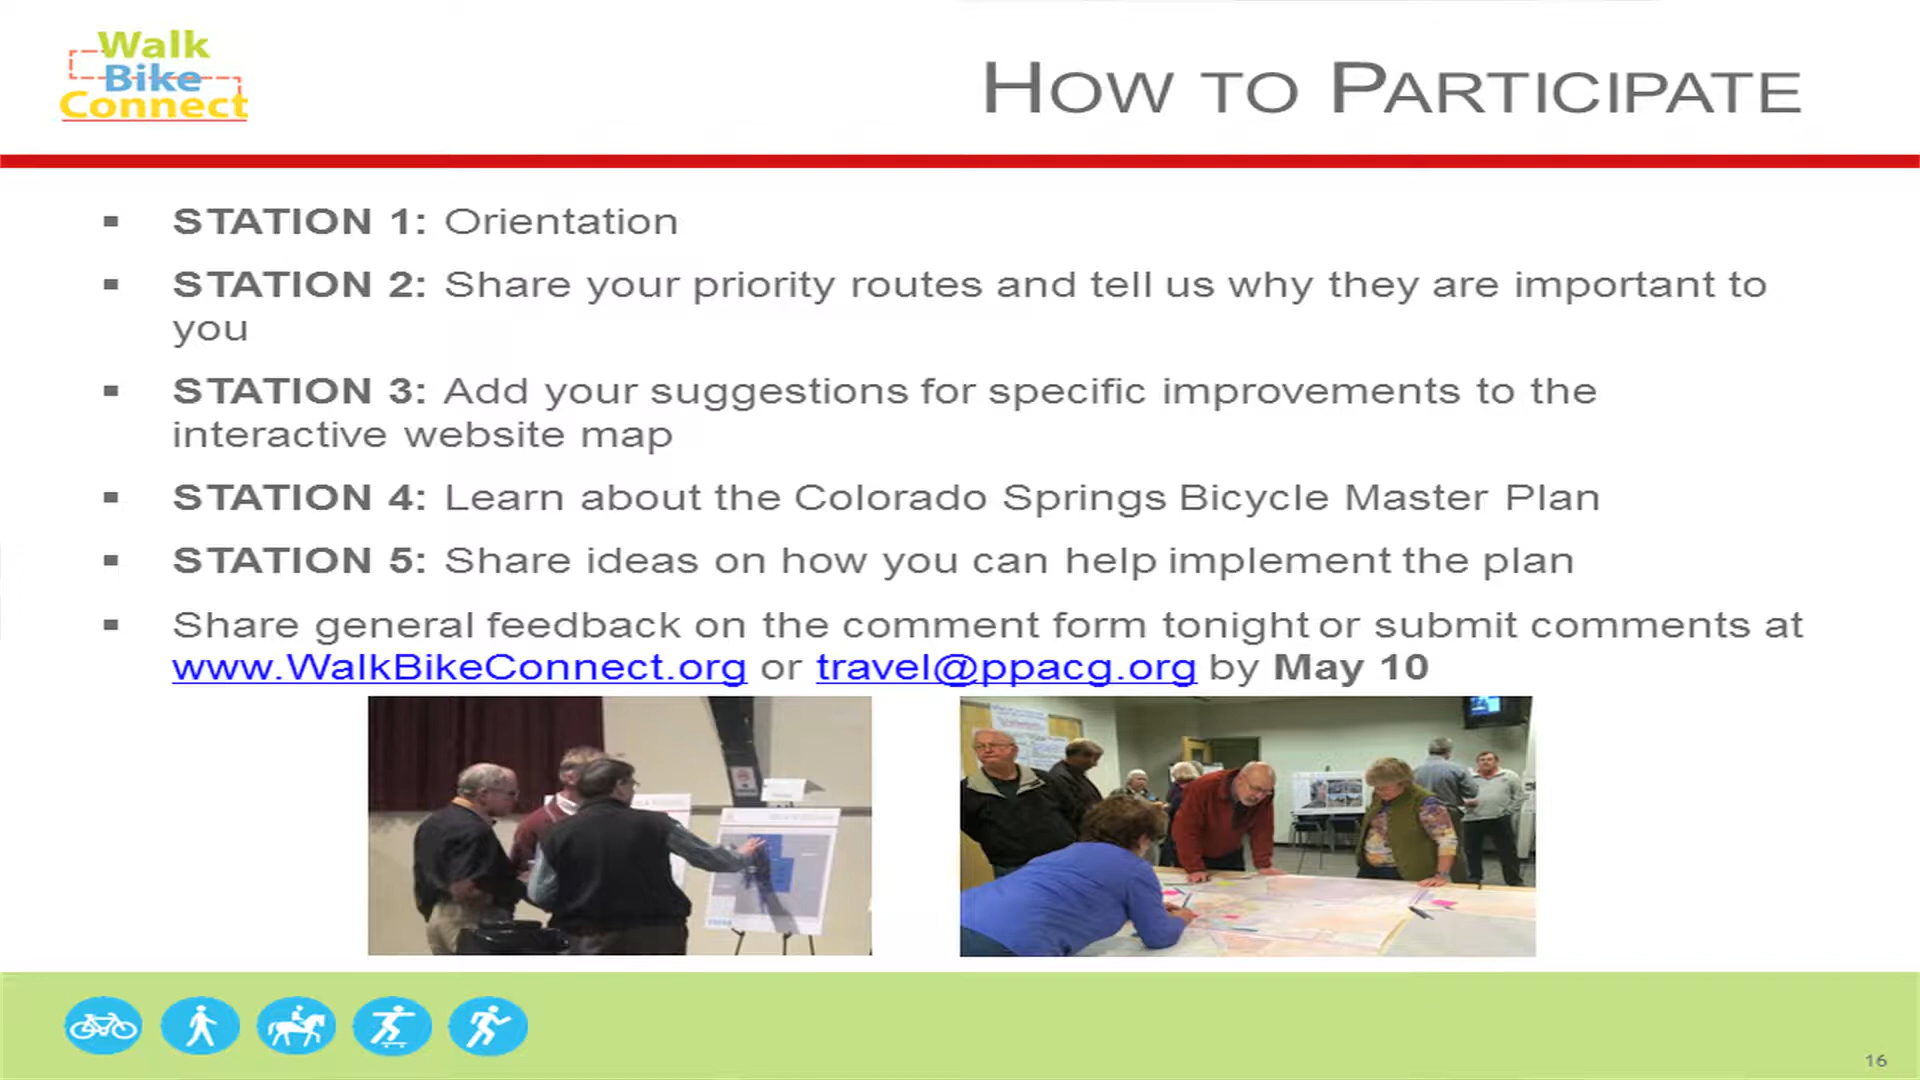 Walk
Bike
Connect
HOW TO PARTICIPATE
▪ STATION 1: Orientation
▪ STATION 2: Share your priority routes and tell us why they are important to
you
▪ STATION 3: Add your suggestions for specific improvements to the
interactive website map
▪ STATION 4: Learn about the Colorado Springs Bicycle Master Plan
▪ STATION 5: Share ideas on how you can help implement the plan
▪ Share general feedback on the comment form tonight or submit comments at
www.WalkBikeConnect.org or travel@ppacg.org by May 10
16